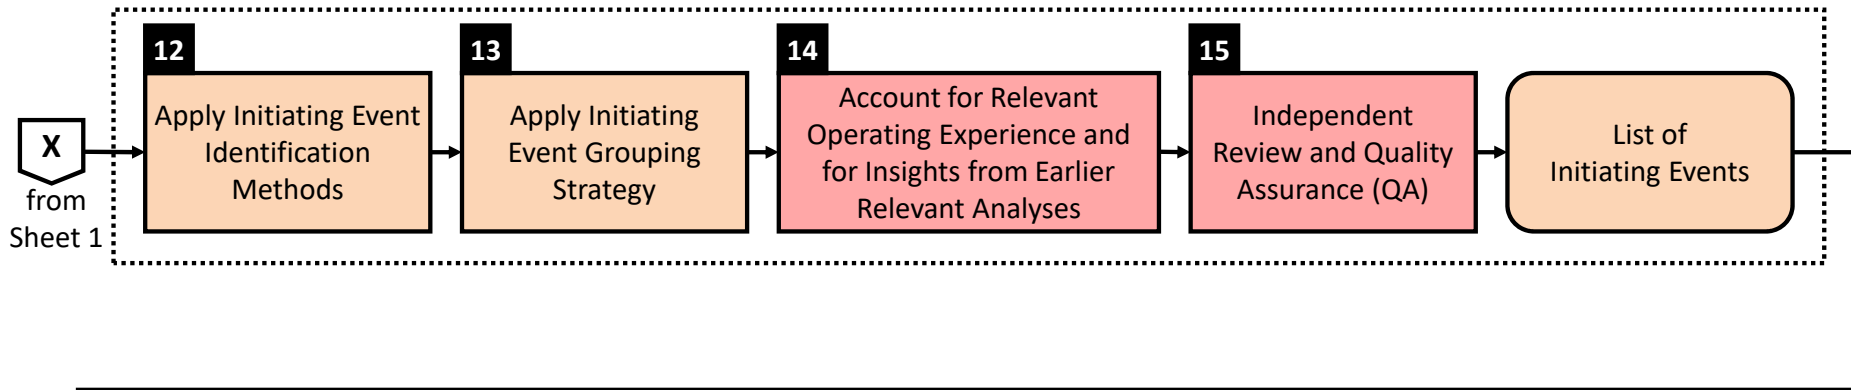 X
from
Sheet 1
12
Apply Initiating Event
Identification
Methods
13
Apply Initiating
Event Grouping
Strategy
14
Account for Relevant
Operating Experience and
for Insights from Earlier
Relevant Analyses
15
Independent
Review and Quality
Assurance (QA)
List of
Initiating Events